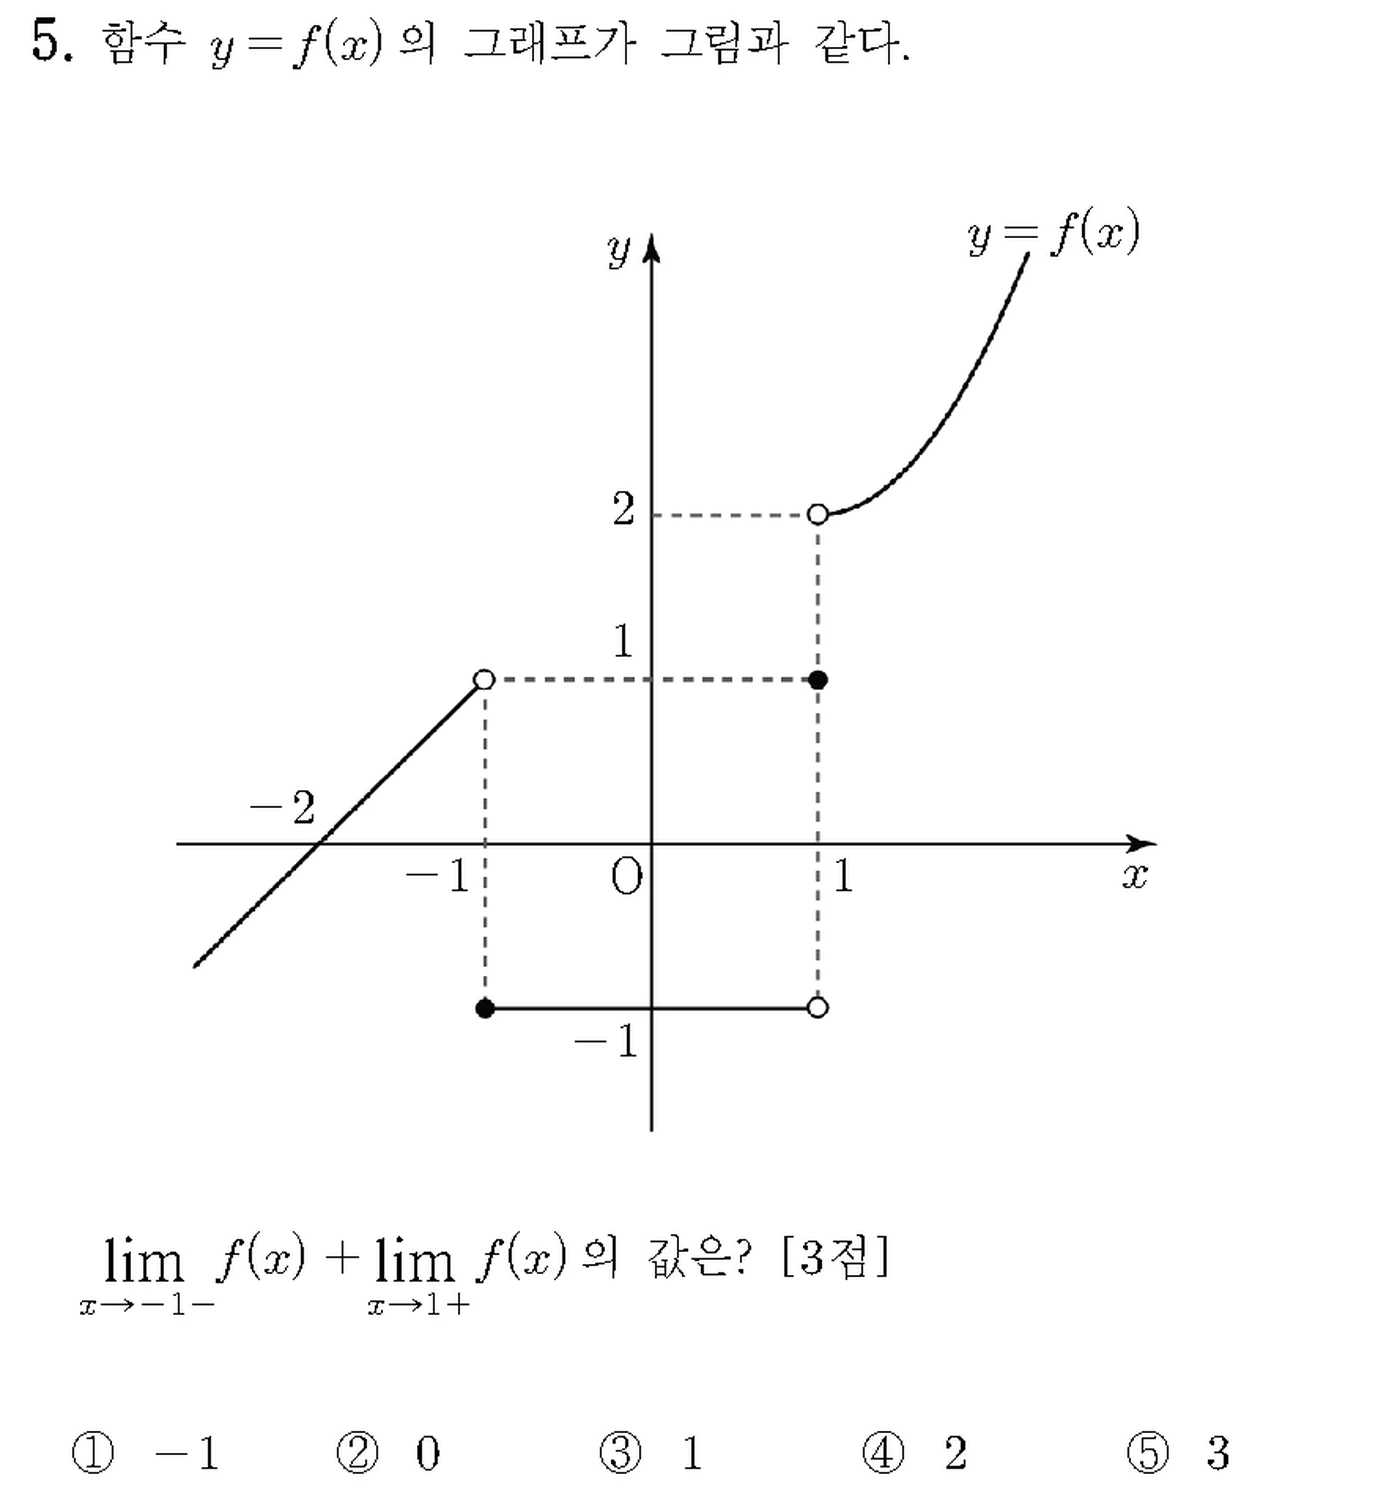 5. 함수 y=f(x)의 그래프가 그림과 같다.
y
y=f(x)
2
1
-2
-1
O
1
x
-1
lim f(x)+lim f(x)의 값은? [3점]
x→-1- x→1+
① -1 ② 0 ③ 1 ④ 2 ⑤ 3